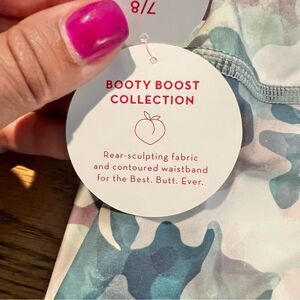 7/8
BOOTY BOOST
COLLECTION
Rear-sculpting fabric
and contoured waistband
for the Best. Butt. Ever.